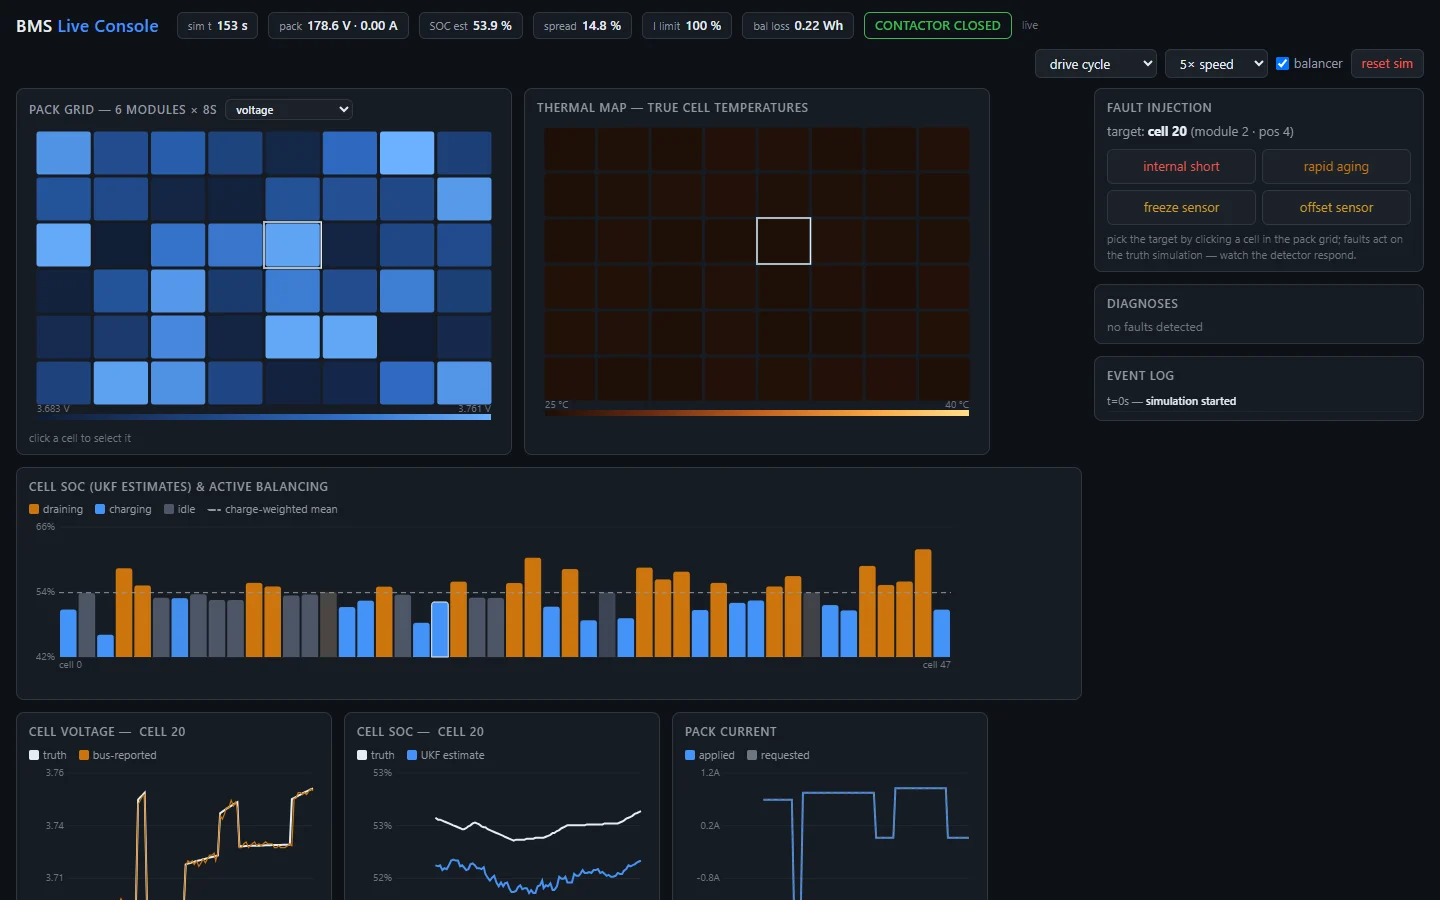 BMS Live Console
sim t 153 s
pack 178.6 V · 0.00 A
SOC est 53.9 %
spread 14.8 %
I limit 100 %
bal loss 0.22 Wh
CONTACTOR CLOSED
live
drive cycle
5× speed
balancer
reset sim
PACK GRID — 6 MODULES × 8S
voltage
3.683 V
3.761 V
click a cell to select it
THERMAL MAP — TRUE CELL TEMPERATURES
25 °C
40 °C
FAULT INJECTION
target: cell 20 (module 2 · pos 4)
internal short
rapid aging
freeze sensor
offset sensor
pick the target by clicking a cell in the pack grid; faults act on
the truth simulation — watch the detector respond.
DIAGNOSES
no faults detected
EVENT LOG
t=0s — simulation started
CELL SOC (UKF ESTIMATES) & ACTIVE BALANCING
draining
charging
idle
charge-weighted mean
66%
54%
42%
cell 0
cell 47
CELL VOLTAGE — CELL 20
truth
bus-reported
3.76
3.74
3.71
CELL SOC — CELL 20
truth
UKF estimate
53%
53%
52%
PACK CURRENT
applied
requested
1.2A
0.2A
-0.8A